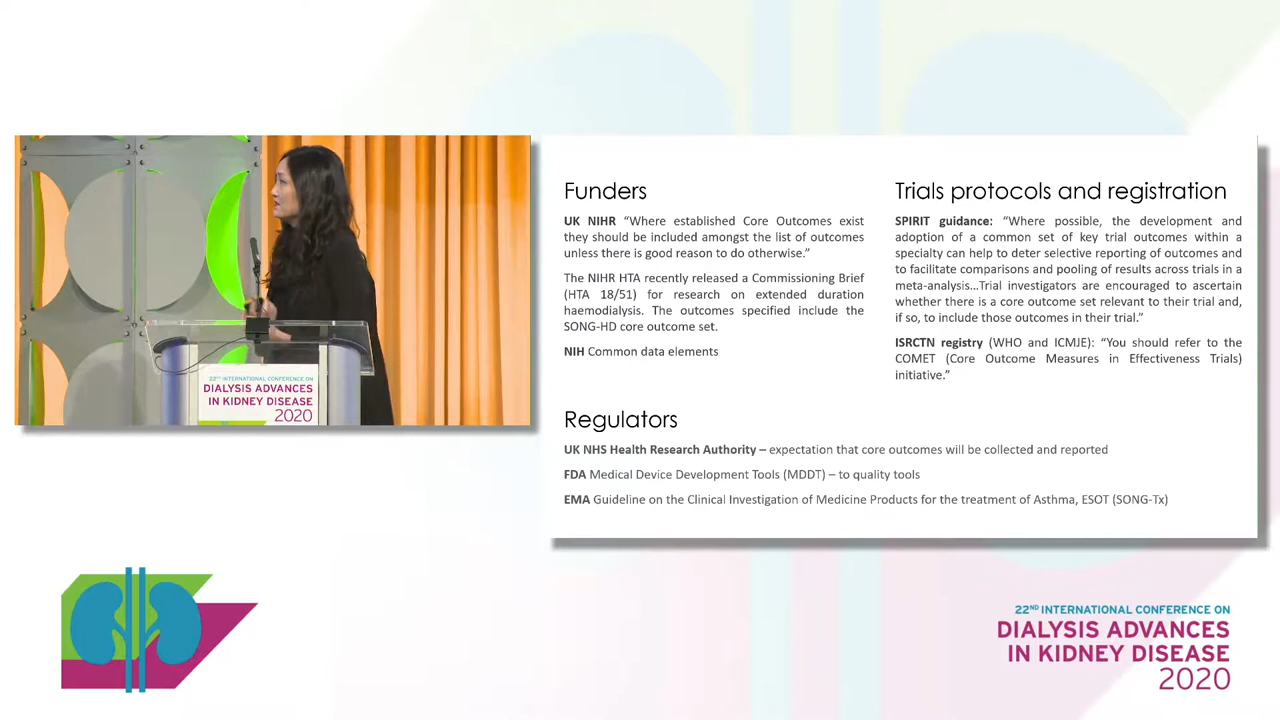 22ND INTERNATIONAL CONFERENCE ON
DIALYSIS ADVANCES
IN KIDNEY DISEASE
2020
Funders
UK NIHR “Where established Core Outcomes exist
they should be included amongst the list of outcomes
unless there is good reason to do otherwise.”
The NIHR HTA recently released a Commissioning Brief
(HTA 18/51) for research on extended duration
haemodialysis. The outcomes specified include the
SONG-HD core outcome set.
NIH Common data elements
Trials protocols and registration
SPIRIT guidance: “Where possible, the development and
adoption of a common set of key trial outcomes within a
specialty can help to deter selective reporting of outcomes and
to facilitate comparisons and pooling of results across trials in a
meta-analysis…Trial investigators are encouraged to ascertain
whether there is a core outcome set relevant to their trial and,
if so, to include those outcomes in their trial.”
ISRCTN registry (WHO and ICMJE): “You should refer to the
COMET (Core Outcome Measures in Effectiveness Trials)
initiative.”
Regulators
UK NHS Health Research Authority – expectation that core outcomes will be collected and reported
FDA Medical Device Development Tools (MDDT) – to quality tools
EMA Guideline on the Clinical Investigation of Medicine Products for the treatment of Asthma, ESOT (SONG-Tx)
22ND INTERNATIONAL CONFERENCE ON
DIALYSIS ADVANCES
IN KIDNEY DISEASE
2020